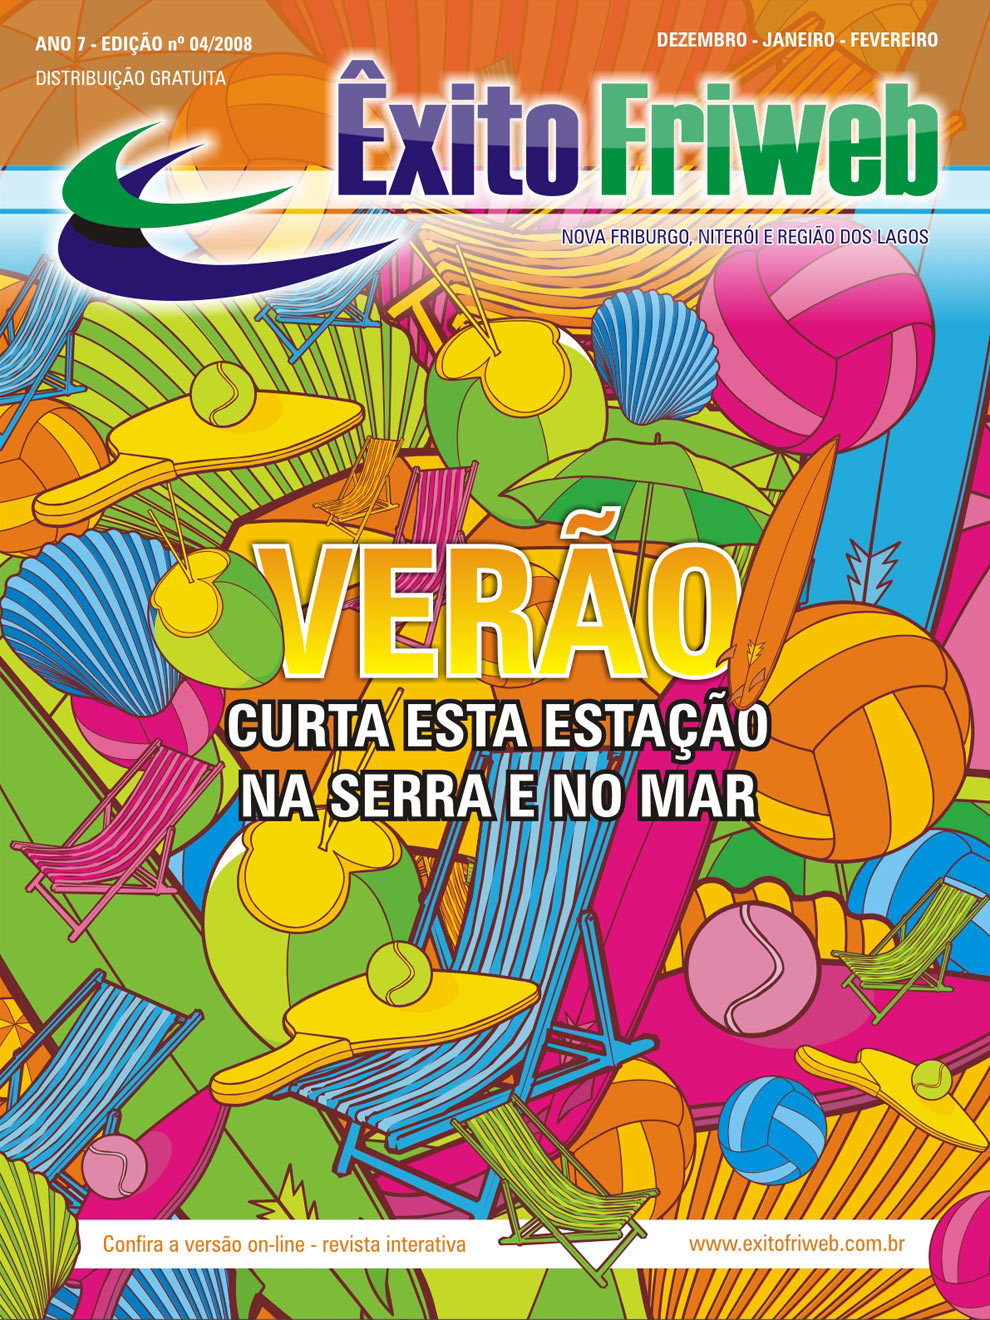 ANO 7 - EDIÇÃO nº 04/2008
DISTRIBUIÇÃO GRATUITA
DEZEMBRO - JANEIRO - FEVEREIRO
Êxito Friweb
NOVA FRIBURGO, NITERÓI E REGIÃO DOS LAGOS
VERÃO
CURTA ESTA ESTAÇÃO
NA SERRA E NO MAR
Confira a versão on-line - revista interativa
www.exitofriweb.com.br